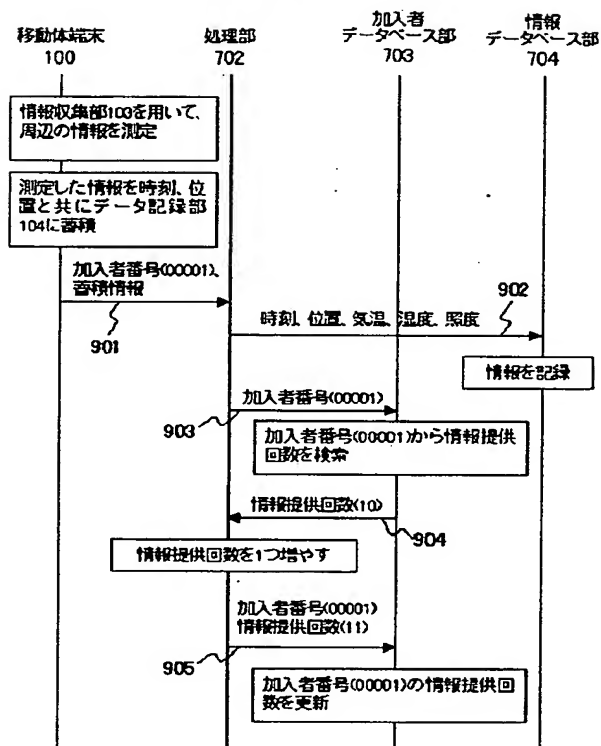 移動体端末
100
処理部
702
加入者
データベース部
703
情報
データベース部
704
情報収集部103を用いて、
周辺の情報を測定
測定した情報を時刻、位
置と共にデータ記録部
104に蓄積
加入者番号(00001)、
蓄積情報
901
902
時刻、位置、気温、湿度、照度
情報を記録
加入者番号(00001)
903
加入者番号(00001)から情報提供
回数を検索
情報提供回数(10)
904
情報提供回数を1つ増やす
加入者番号(00001)
情報提供回数(11)
905
加入者番号(00001)の情報提供回
数を更新